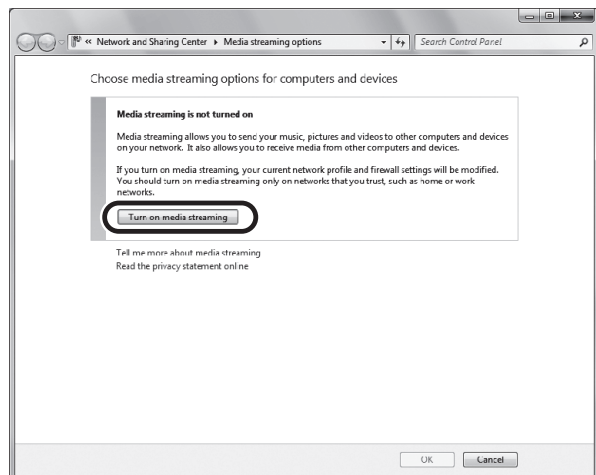 « Network and Sharing Center ▸ Media streaming options
Search Control Panel
Choose media streaming options for computers and devices
Media streaming is not turned on
Media streaming allows you to send your music, pictures and videos to other computers and devices
on your network. It also allows you to receive media from other computers and devices.
If you turn on media streaming, your current network profile and firewall settings will be modified.
You should turn on media streaming only on networks that you trust, such as home or work
networks.
Turn on media streaming
Tell me more about media streaming
Read the privacy statement online
OK
Cancel